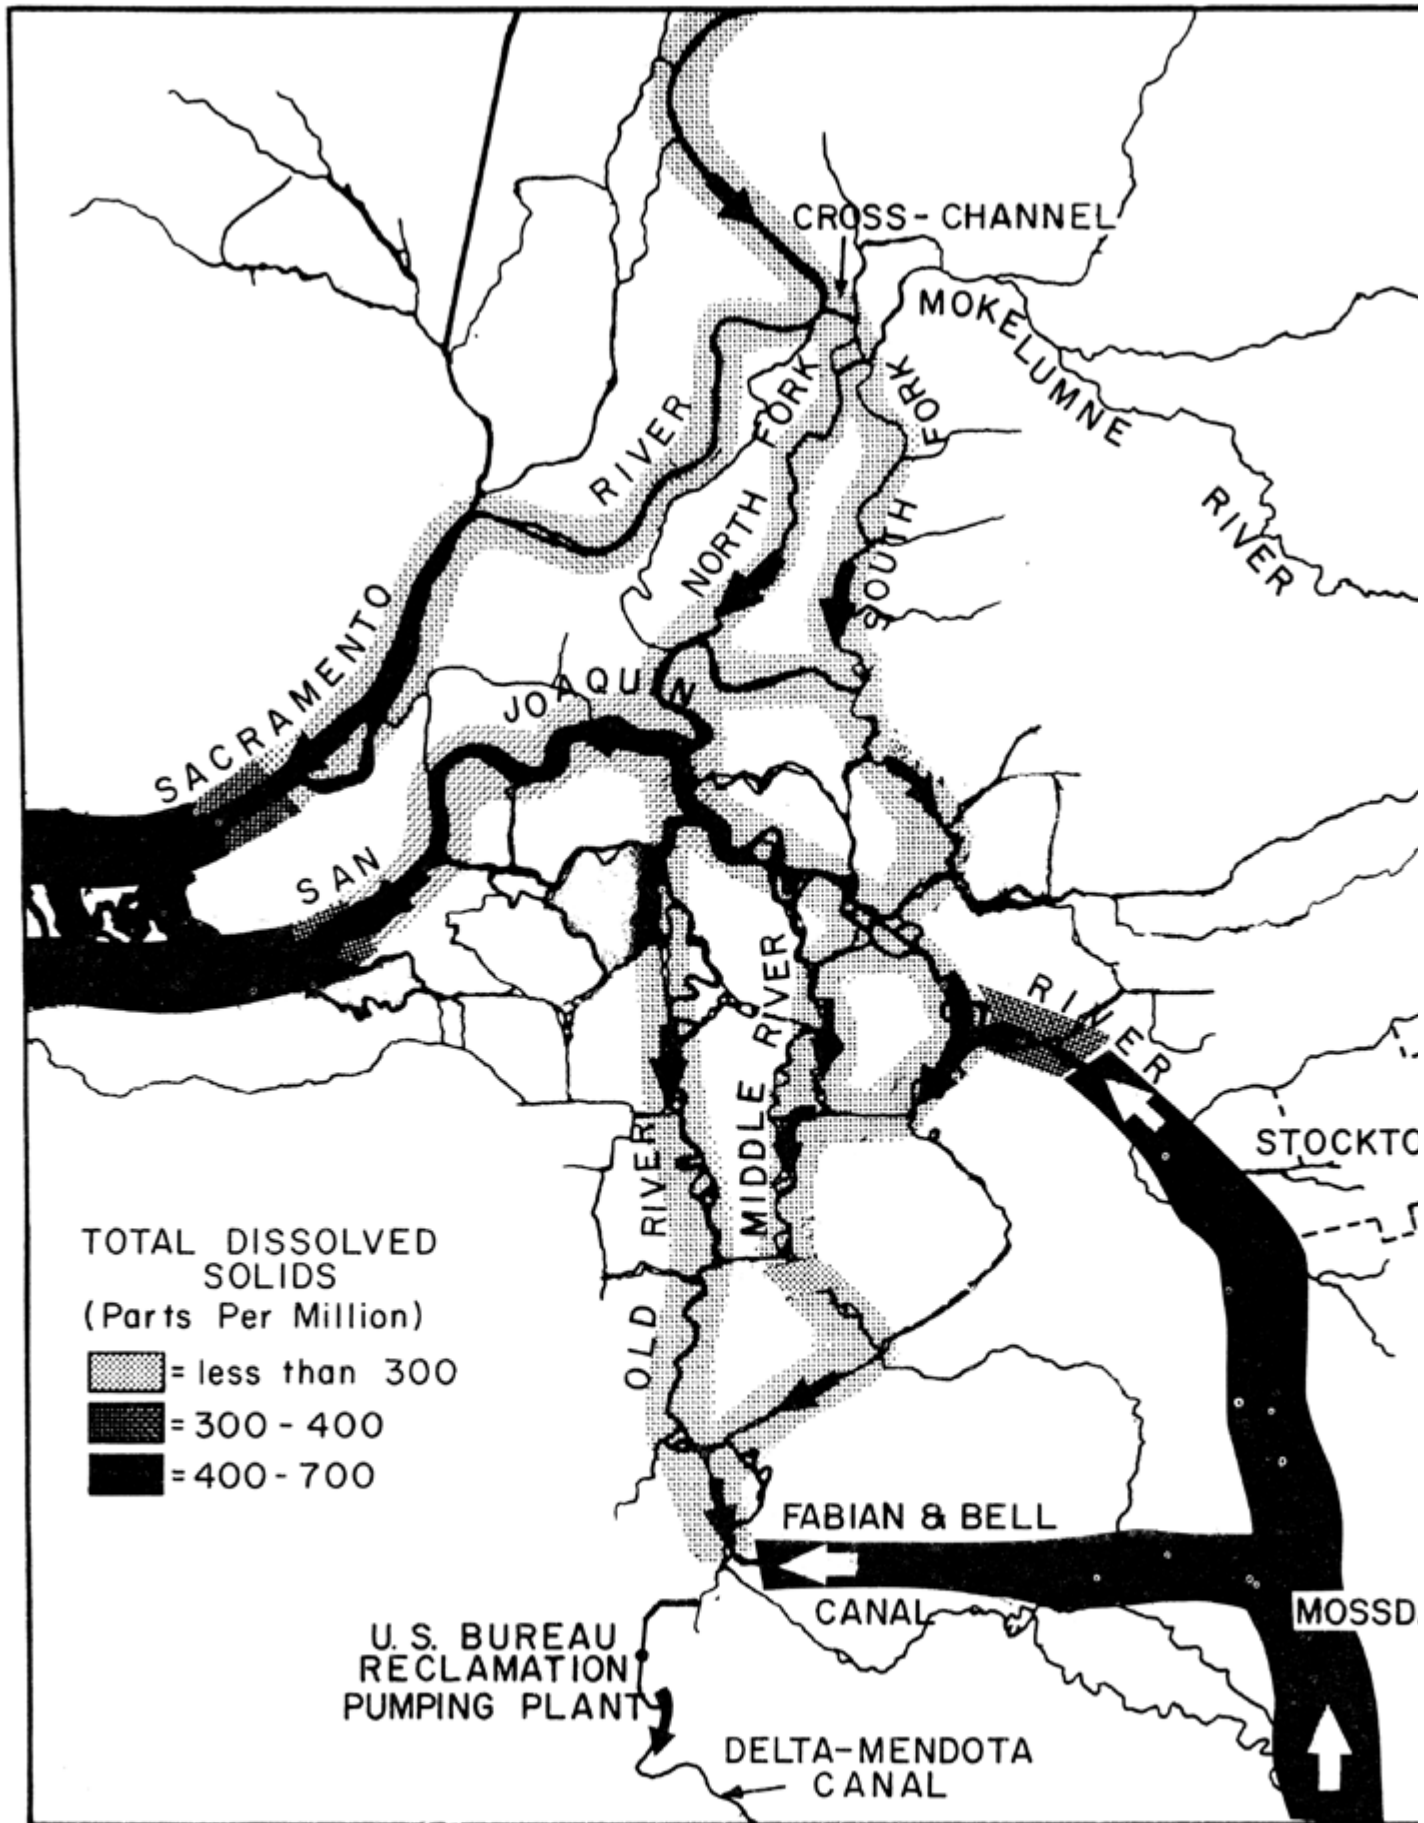 CROSS-CHANNEL
MOKELUMNE
RIVER
NORTH
FORK
SOUTH
FORK
SACRAMENTO
RIVER
SAN
JOAQUIN
RIVER
STOCKTO
MIDDLE RIVER
OLD RIVER
TOTAL DISSOLVED
SOLIDS
(Parts Per Million)
= less than 300
= 300 - 400
= 400 - 700
FABIAN & BELL
CANAL
MOSSD
U. S. BUREAU
RECLAMATION
PUMPING PLANT
DELTA-MENDOTA
CANAL